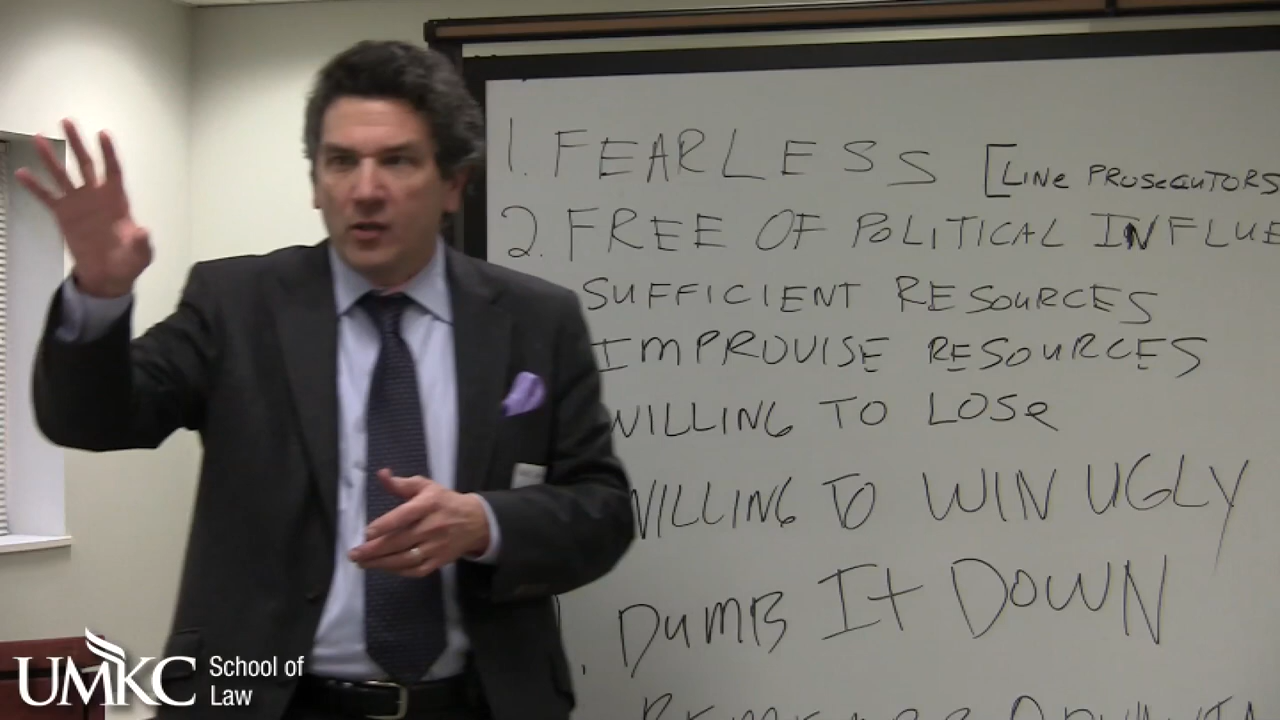 1. FEARLESS [LINE PROSECUTORS
2. FREE OF POLITICAL INFLUE
SUFFICIENT RESOURCES
IMPROVISE RESOURCES
WILLING TO LOSE
WILLING TO WIN UGLY
. DUMB IT DOWN
UMKC School of Law